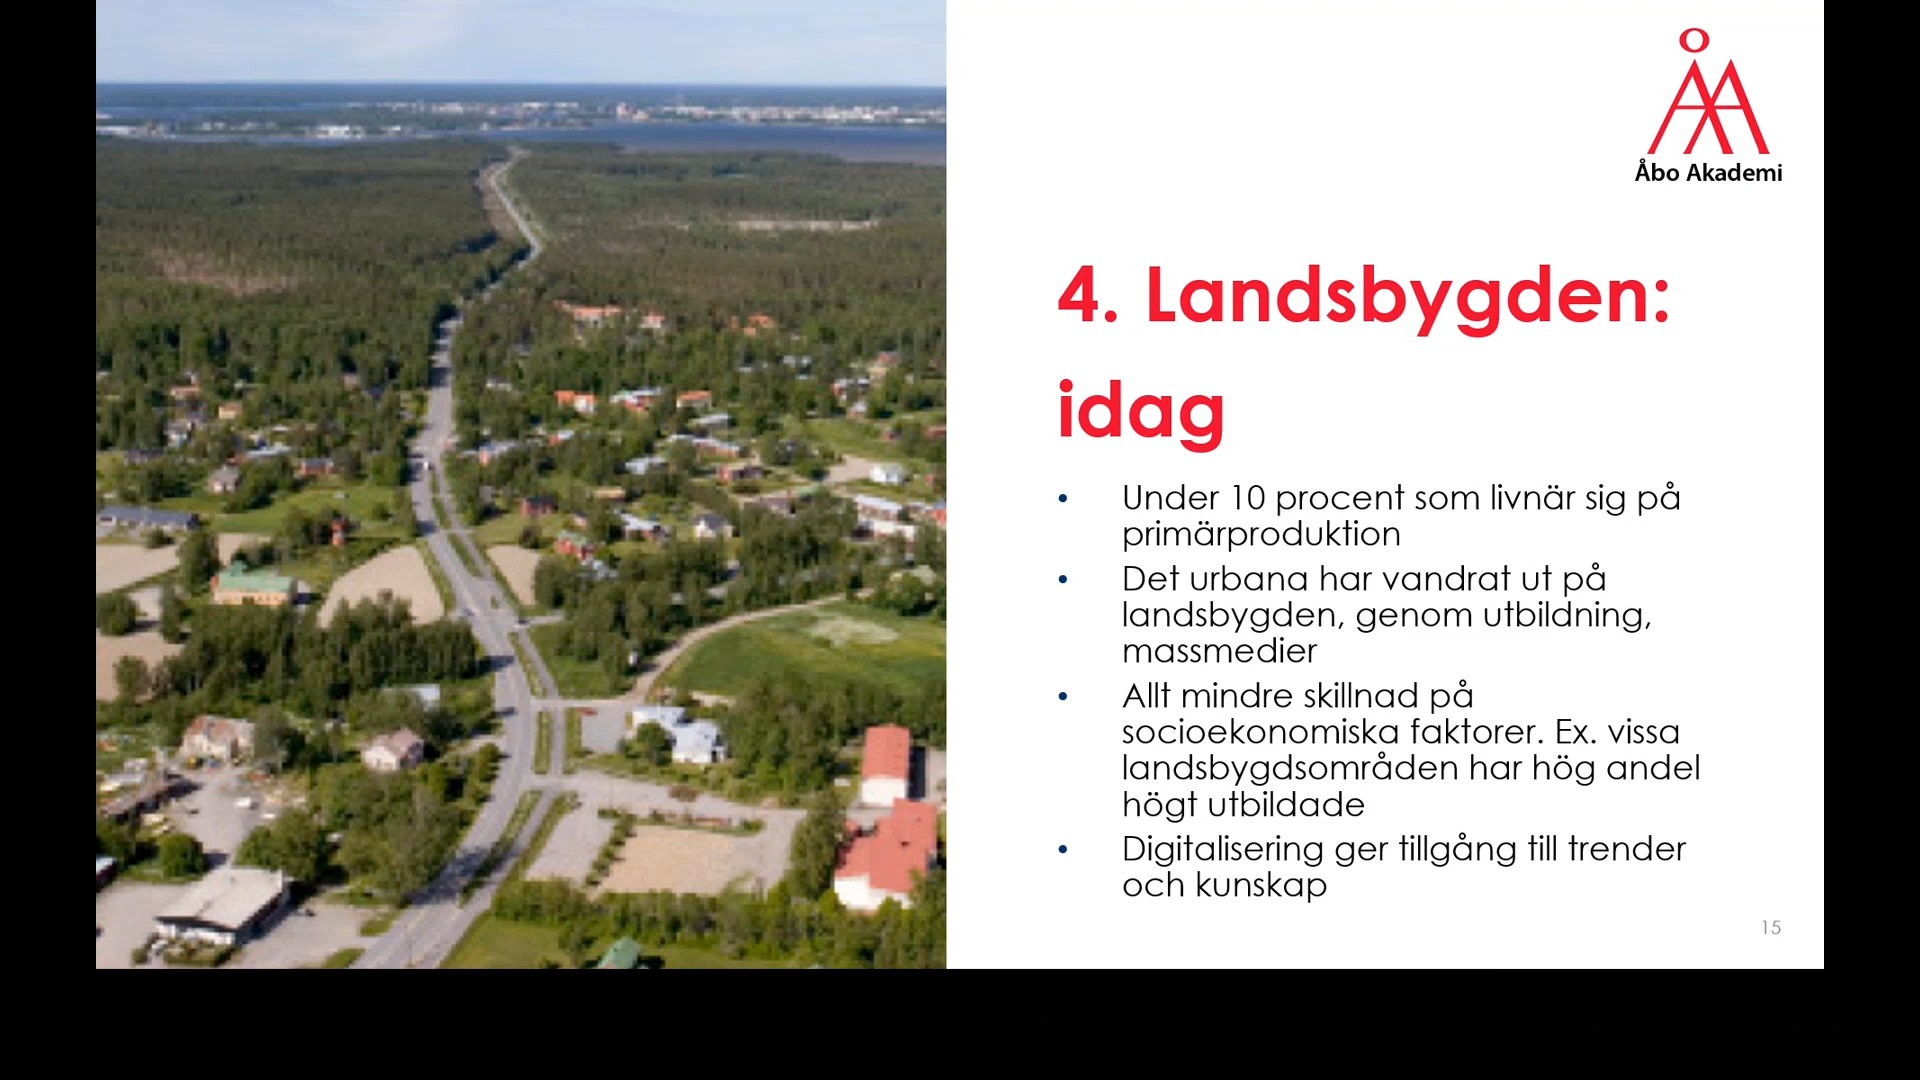 Åbo Akademi
4. Landsbygden:
idag
• Under 10 procent som livnär sig på
primärproduktion
• Det urbana har vandrat ut på
landsbygden, genom utbildning,
massmedier
• Allt mindre skillnad på
socioekonomiska faktorer. Ex. vissa
landsbygdsområden har hög andel
högt utbildade
• Digitalisering ger tillgång till trender
och kunskap
15